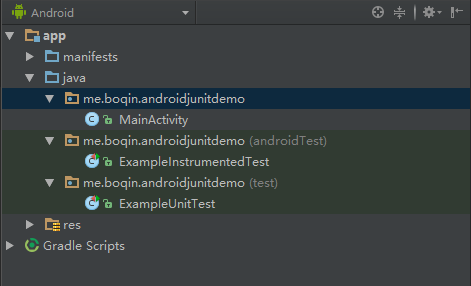 Android
app
manifests
java
me.boqin.androidjunitdemo
MainActivity
me.boqin.androidjunitdemo (androidTest)
ExampleInstrumentedTest
me.boqin.androidjunitdemo (test)
ExampleUnitTest
res
Gradle Scripts